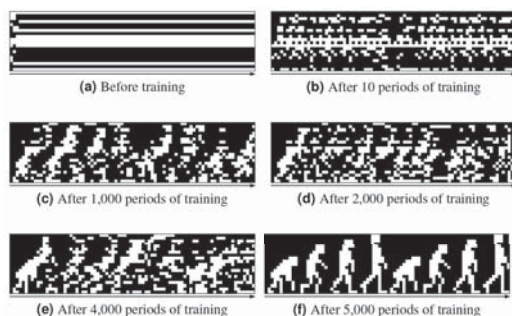 (a) Before training
(b) After 10 periods of training
(c) After 1,000 periods of training
(d) After 2,000 periods of training
(e) After 4,000 periods of training
(f) After 5,000 periods of training